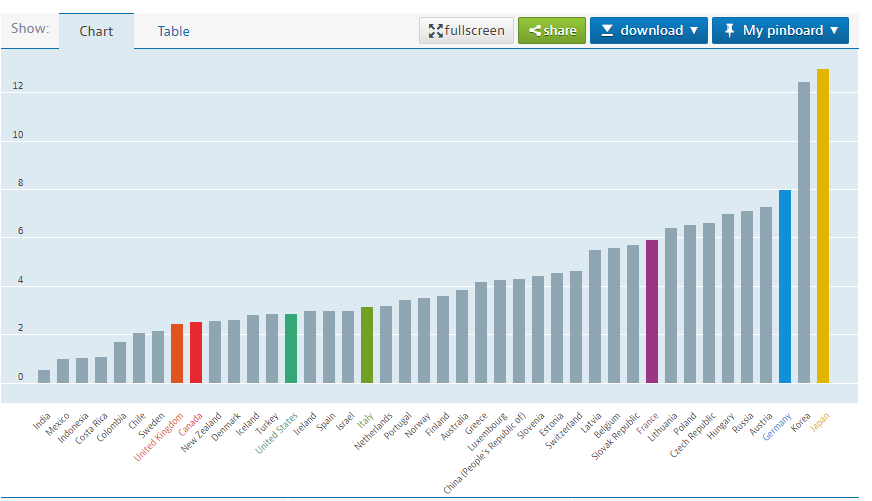 Show:
Chart
Table
fullscreen
share
download
My pinboard
12
10
8
6
4
2
0
India
Mexico
Indonesia
Costa Rica
Colombia
Chile
Sweden
United Kingdom
Canada
New Zealand
Denmark
Iceland
Turkey
United States
Ireland
Spain
Israel
Italy
Netherlands
Portugal
Norway
Finland
Australia
Greece
Luxembourg
China (People's Republic of)
Slovenia
Estonia
Switzerland
Latvia
Belgium
Slovak Republic
France
Lithuania
Poland
Czech Republic
Hungary
Russia
Austria
Germany
Korea
Japan